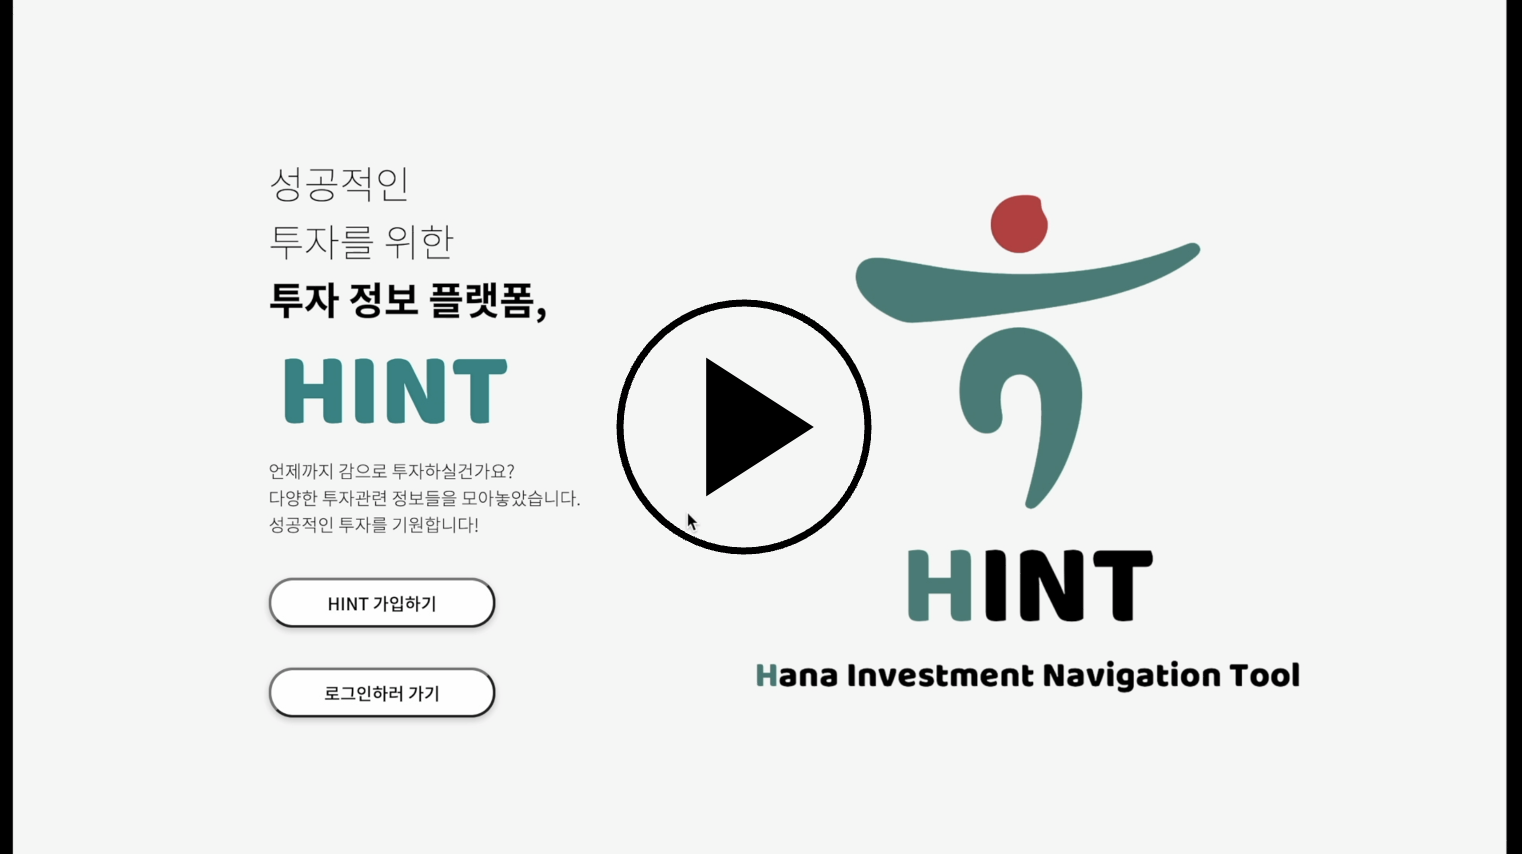 성공적인
투자를 위한
투자 정보 플랫폼,
HINT
언제까지 감으로 투자하실건가요?
다양한 투자관련 정보들을 모아놓았습니다.
성공적인 투자를 기원합니다!
HINT 가입하기
로그인하러 가기
HINT
Hana Investment Navigation Tool